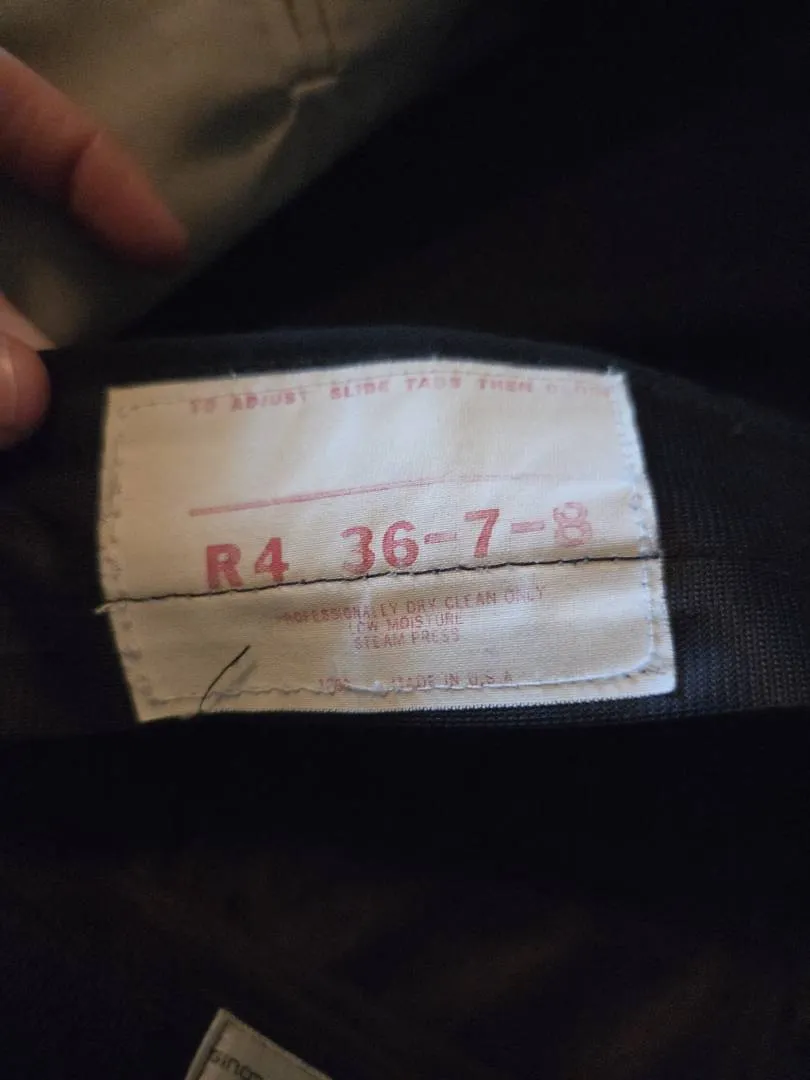 TO ADJUST SLIDE TABS THEN
R4 36-7-8
PROFESSIONALLY DRY CLEAN ONLY
LOW MOISTURE
STEAM PRESS
MADE IN U.S.A